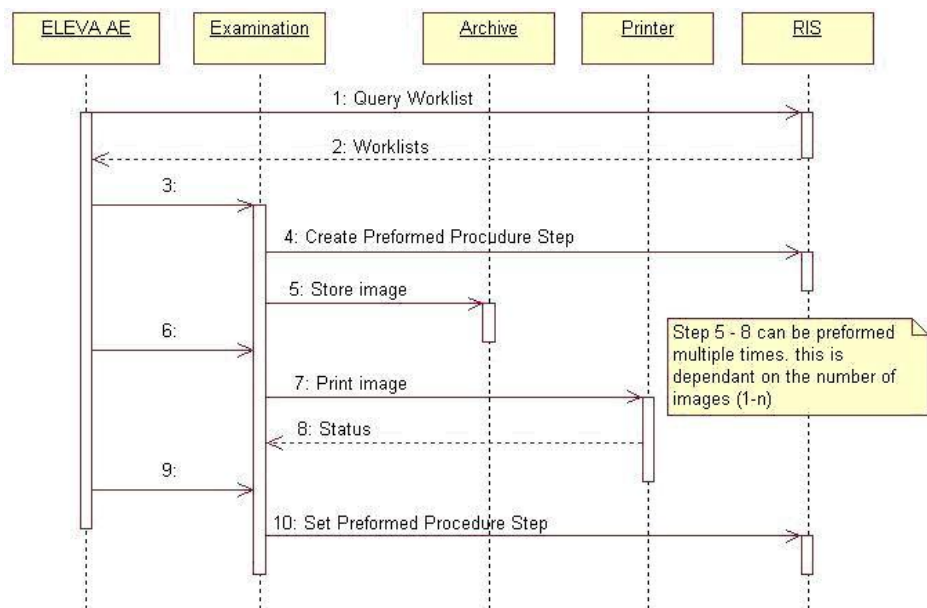 ELEVA AE
Examination
Archive
Printer
RIS
1: Query Worklist
2: Worklists
3:
4: Create Preformed Procudure Step
5: Store image
6:
Step 5 - 8 can be preformed
multiple times. this is
dependant on the number of
images (1-n)
7: Print image
8: Status
9:
10: Set Preformed Procedure Step